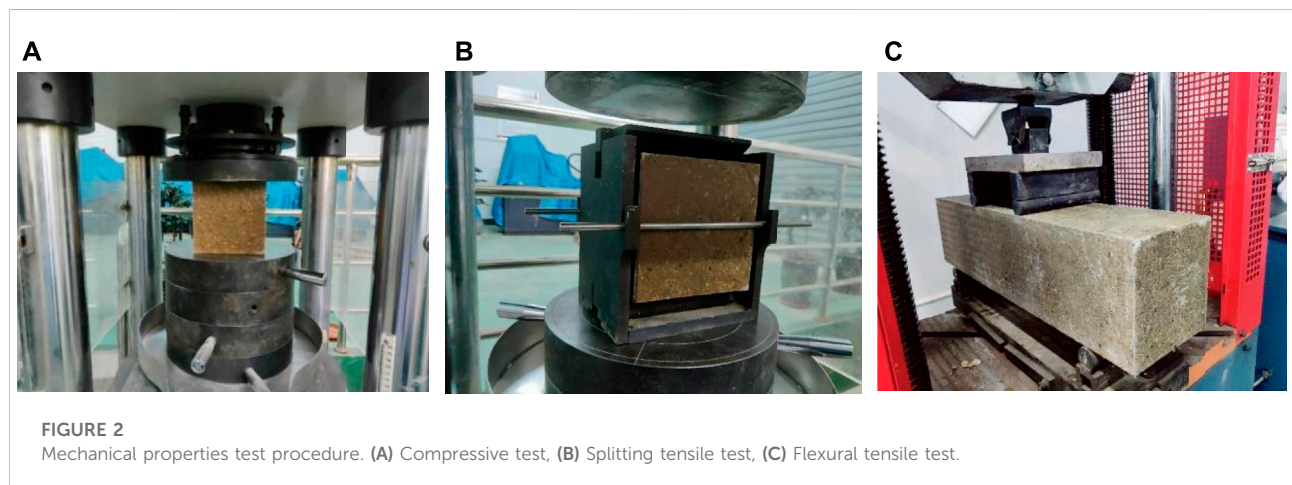 A
B
C
FIGURE 2
Mechanical properties test procedure. (A) Compressive test, (B) Splitting tensile test, (C) Flexural tensile test.